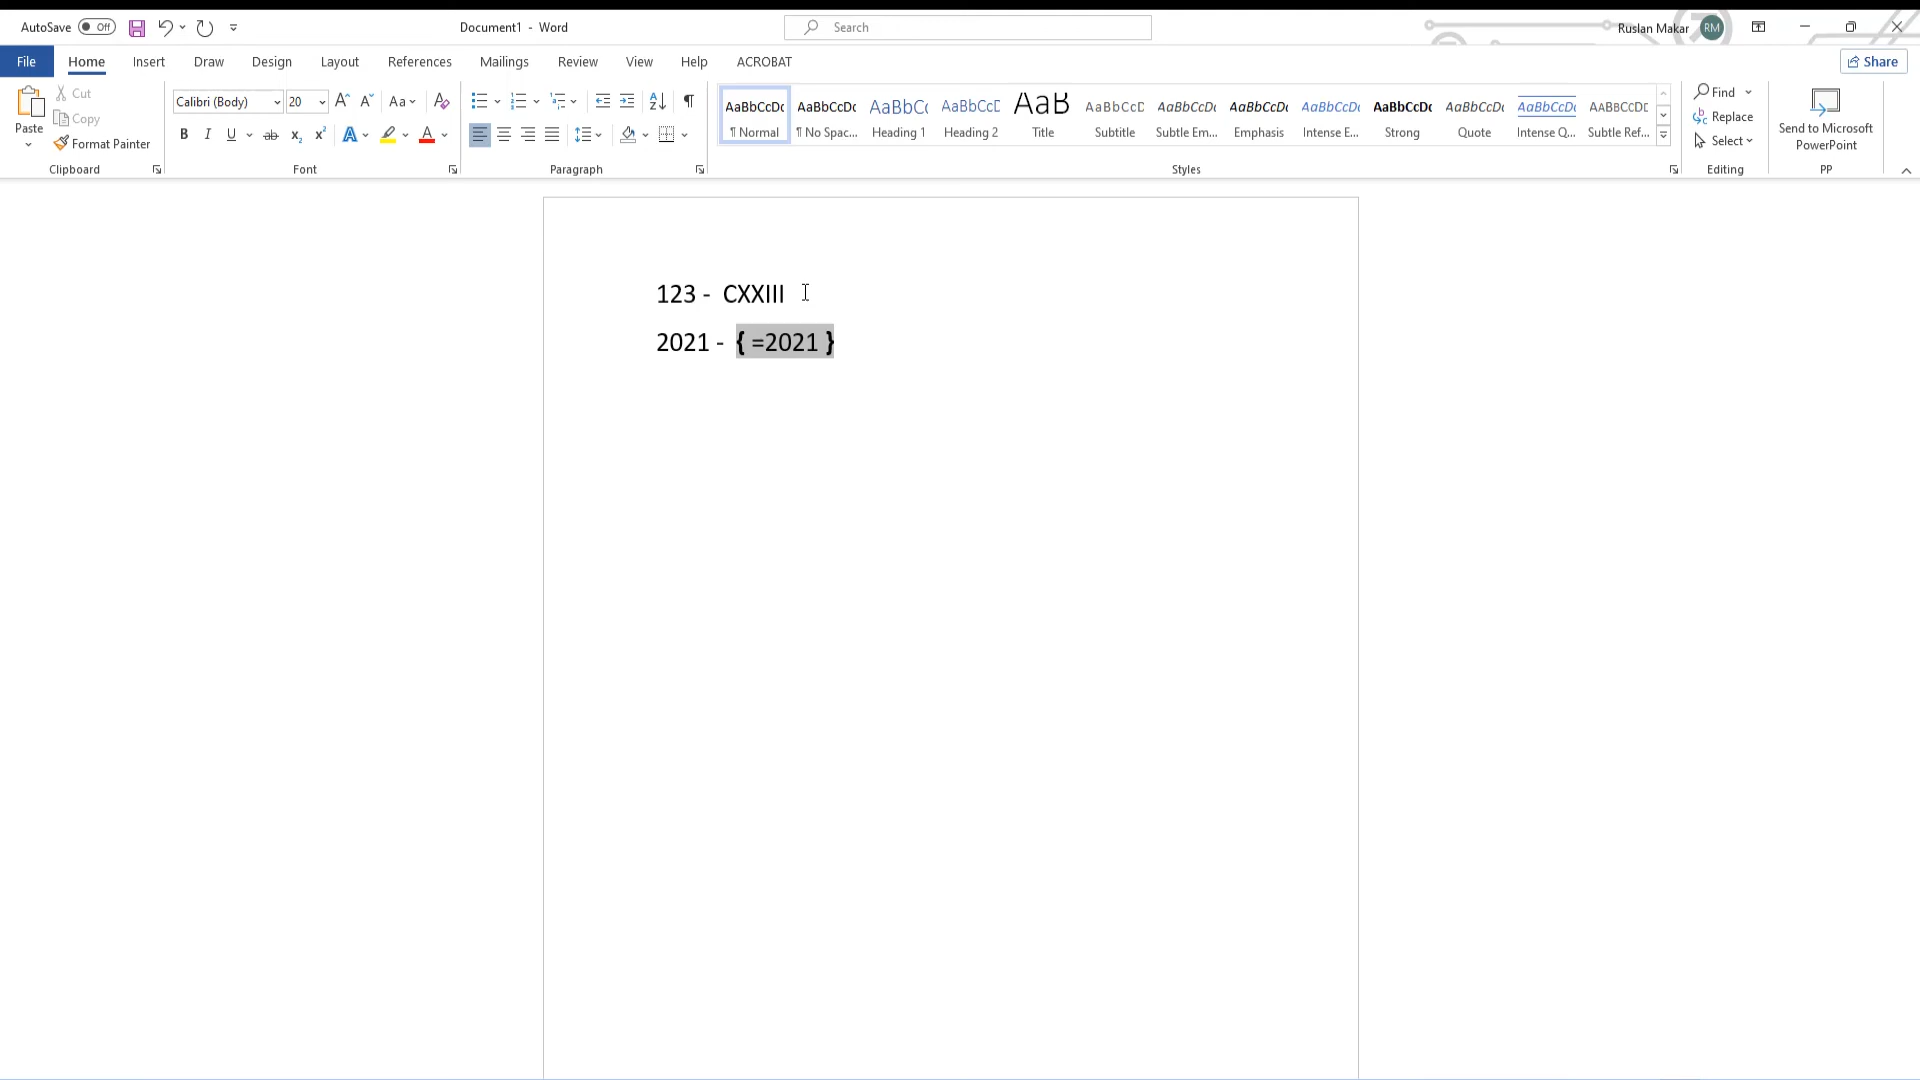 AutoSave Off
Document1 - Word
Search
Ruslan Makar RM
File Home Insert Draw Design Layout References Mailings Review View Help ACROBAT
Share
Paste
Cut
Copy
Format Painter
Clipboard
Calibri (Body) 20
Font
Paragraph
AaBbCcDc AaBbCcDc AaBbC( AaBbCcE AaB AaBbCcD AaBbCcDc AaBbCcDc AaBbCcDc AaBbCcDc AaBbCcDc AaBbCcDc AABBCCDE
¶ Normal ¶ No Spac... Heading 1 Heading 2 Title Subtitle Subtle Em... Emphasis Intense E... Strong Quote Intense Q... Subtle Ref...
Styles
Find
Replace
Select
Editing
Send to Microsoft
PowerPoint
PP
123 - CXXIII
2021 - { =2021 }